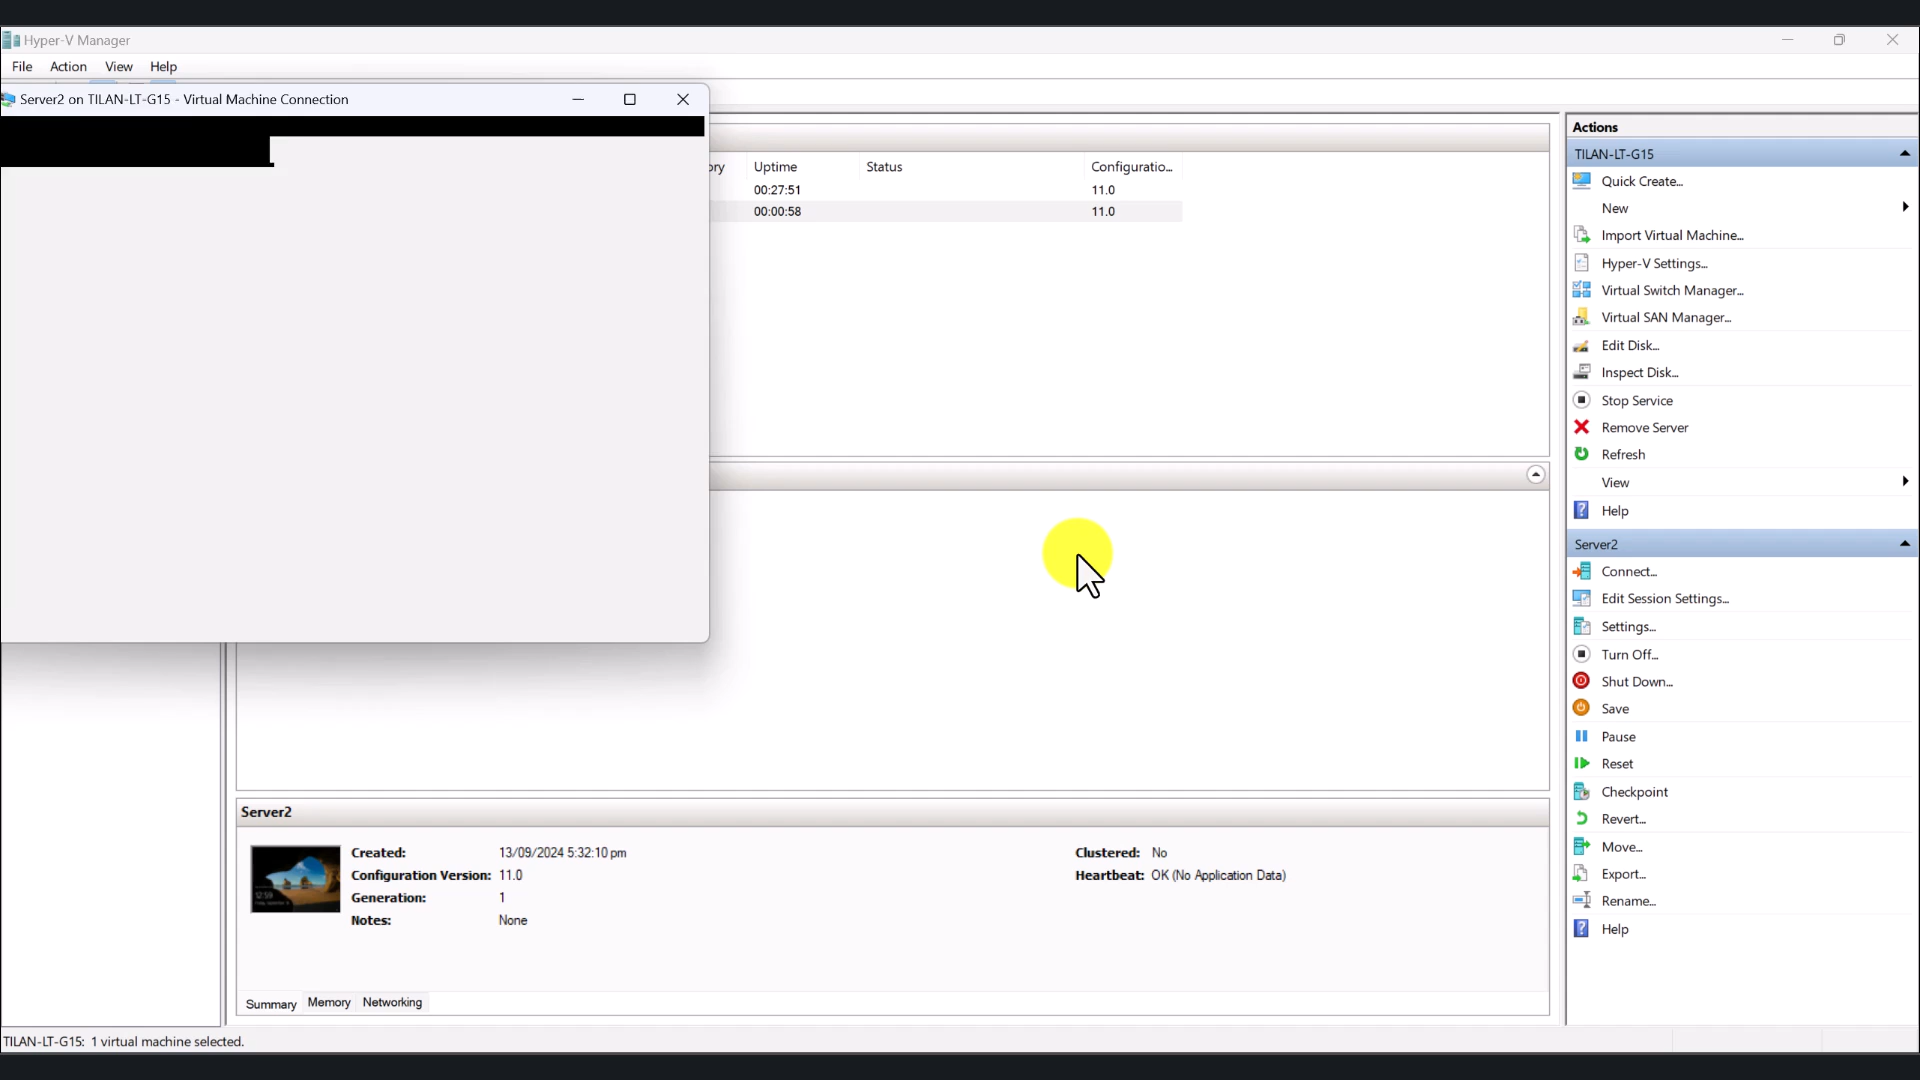 Hyper-V Manager
File Action View Help
Server2 on TILAN-LT-G15 - Virtual Machine Connection
Uptime Status Configuratio...
00:27:51 11.0
00:00:58 11.0
Actions
TILAN-LT-G15
Quick Create...
New
Import Virtual Machine...
Hyper-V Settings...
Virtual Switch Manager...
Virtual SAN Manager...
Edit Disk...
Inspect Disk...
Stop Service
Remove Server
Refresh
View
Help
Server2
Connect...
Edit Session Settings...
Settings...
Turn Off...
Shut Down...
Save
Pause
Reset
Checkpoint
Revert...
Move...
Export...
Rename...
Help
Server2
Created: 13/09/2024 5:32:10 pm
Configuration Version: 11.0
Generation: 1
Notes: None
Clustered: No
Heartbeat: OK (No Application Data)
12:59
Summary Memory Networking
TILAN-LT-G15: 1 virtual machine selected.